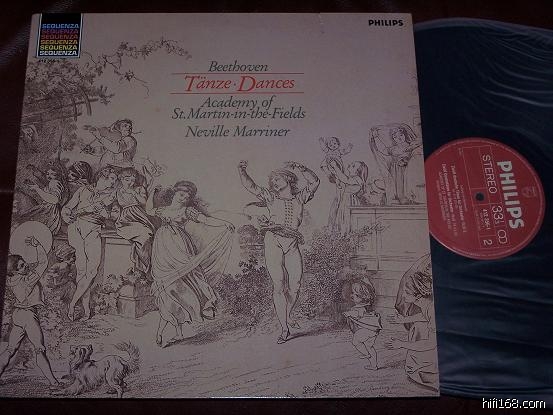 SEQUENZA
SEQUENZA
SEQUENZA
SEQUENZA
SEQUENZA
SEQUENZA
PHILIPS
Beethoven
Tänze · Dances
Academy of
St. Martin-in-the-Fields
Neville Marriner
PHILIPS
STEREO
33⅓
2
hifi168.com